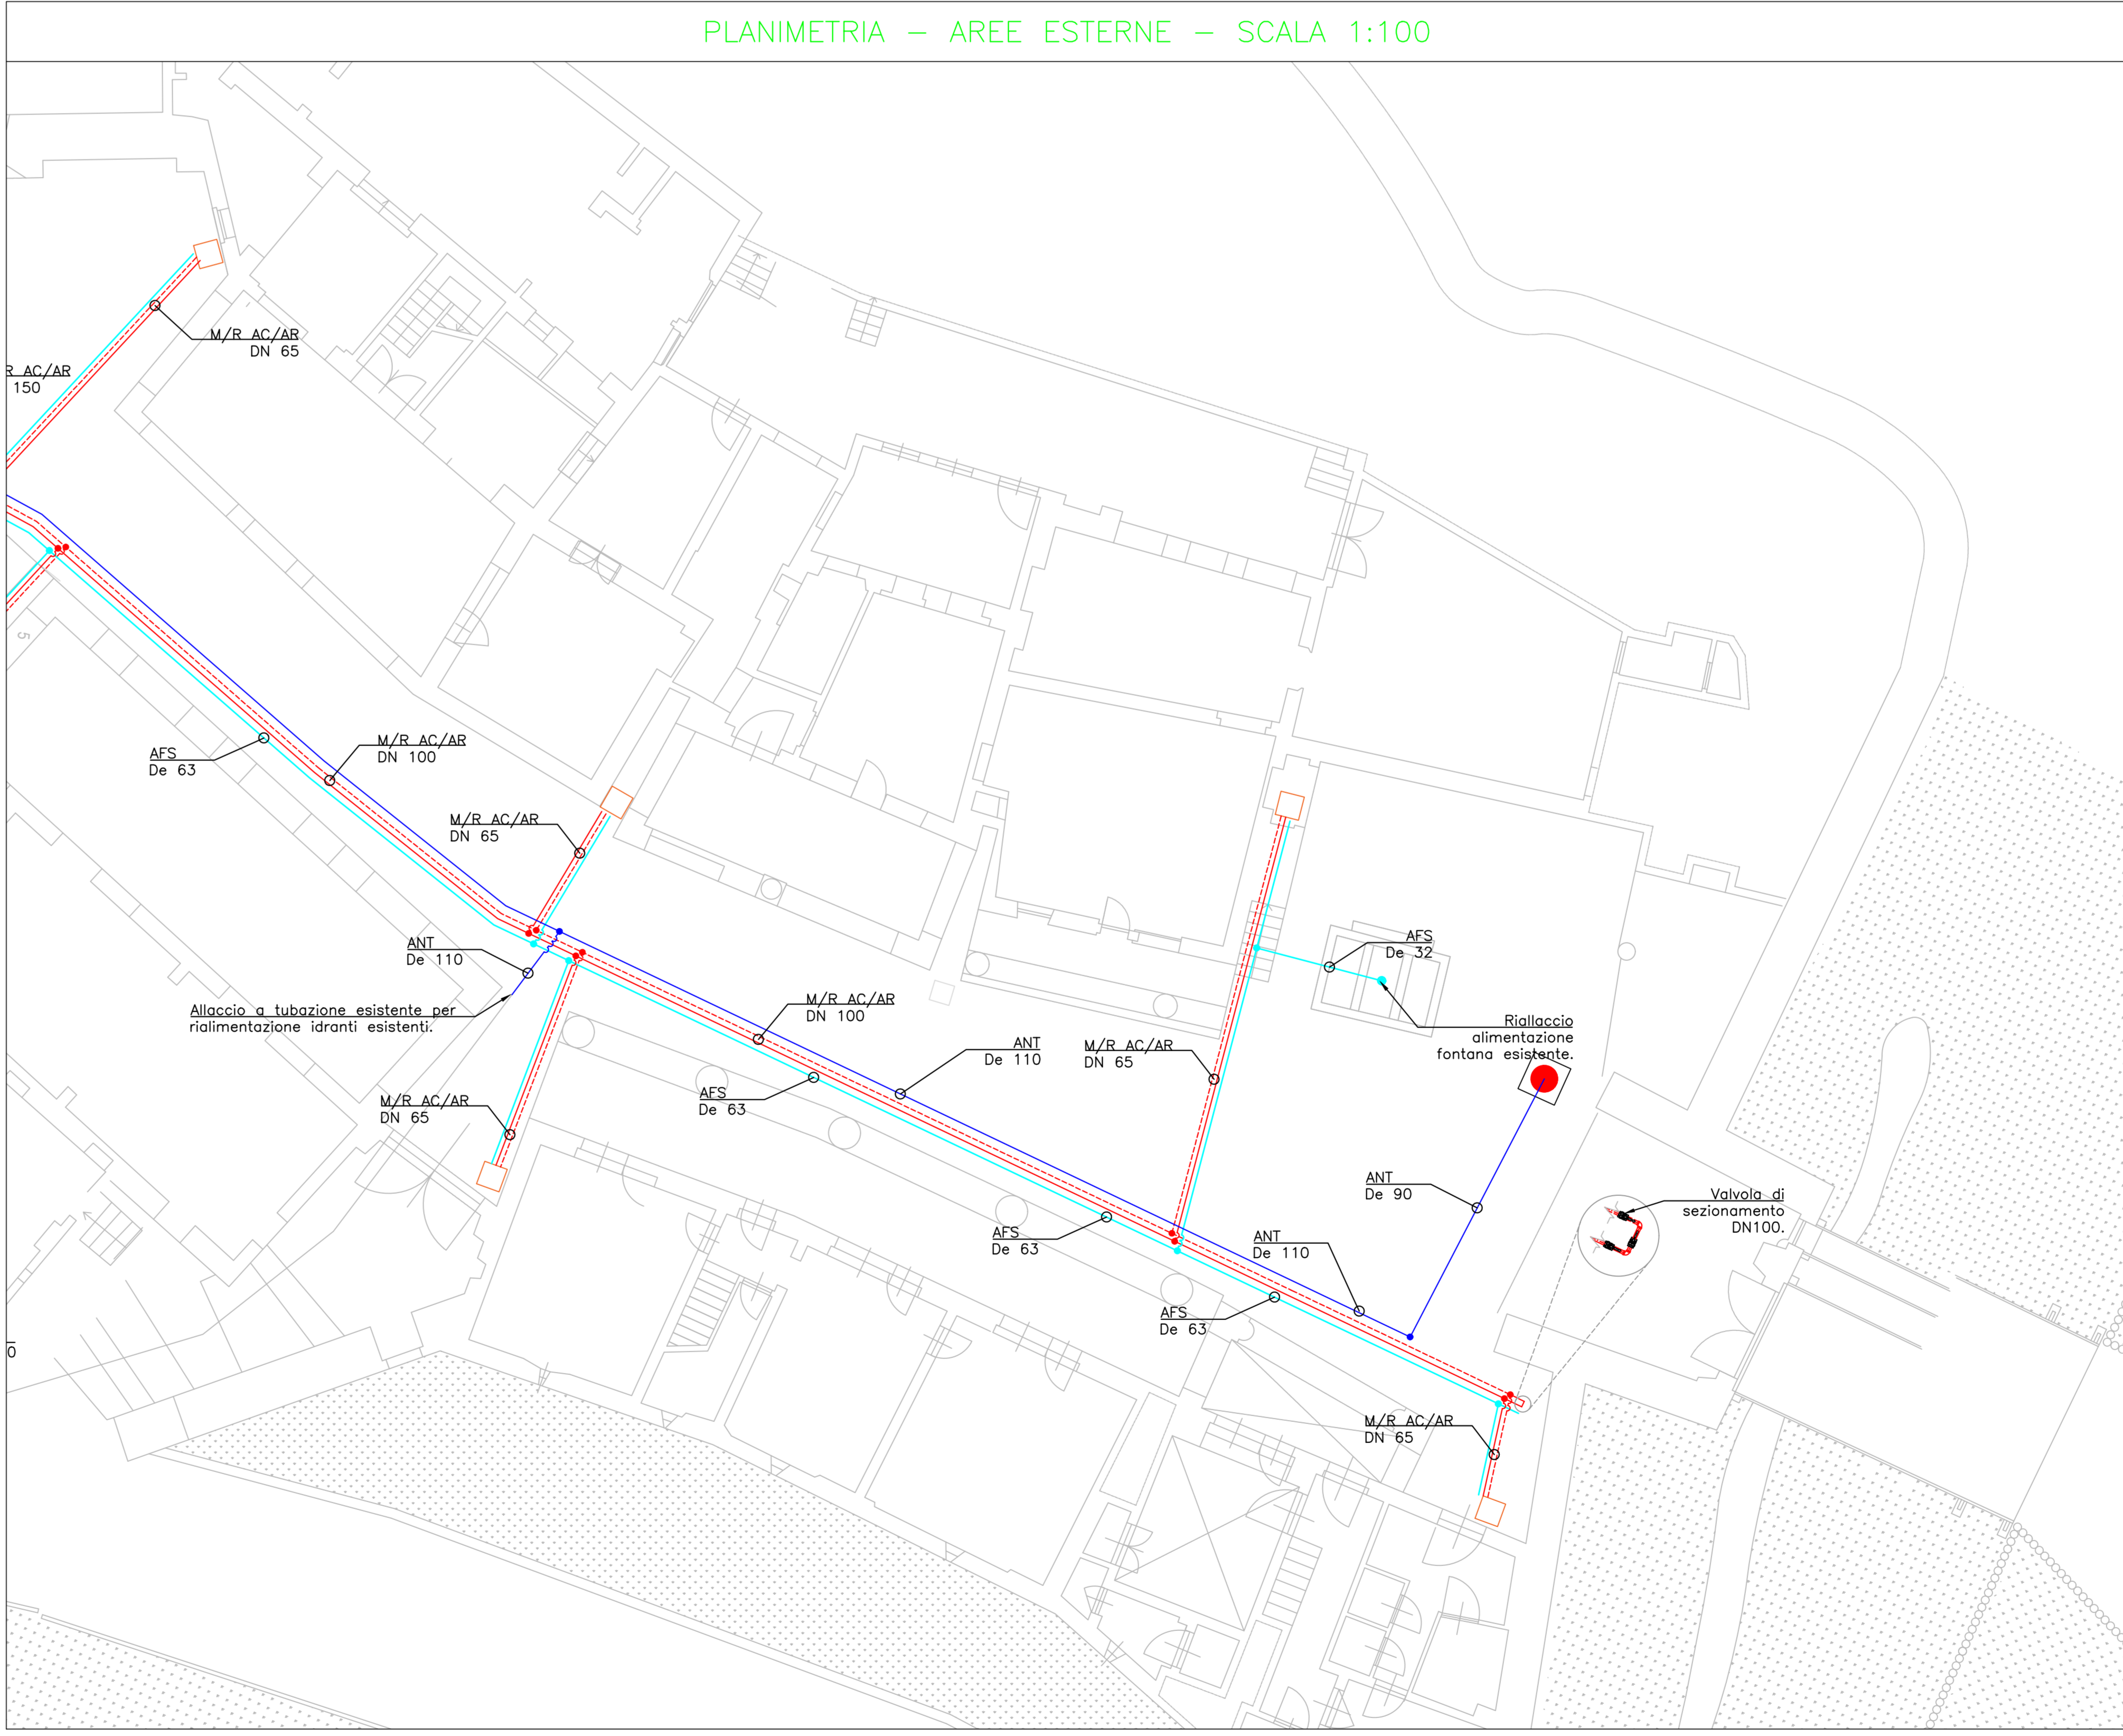 PLANIMETRIA – AREE ESTERNE – SCALA 1:100
M/R AC/AR
DN 65
R AC/AR
150
5
M/R AC/AR
DN 100
AFS
De 63
M/R AC/AR
DN 65
ANT
De 110
AFS
De 32
Allaccio a tubazione esistente per
rialimentazione idranti esistenti.
M/R AC/AR
DN 100
ANT
De 110
M/R AC/AR
DN 65
Riallaccio
alimentazione
fontana esistente.
AFS
De 63
M/R AC/AR
DN 65
ANT
De 90
Valvola di
sezionamento
DN100.
AFS
De 63
ANT
De 110
AFS
De 63
0
M/R AC/AR
DN 65